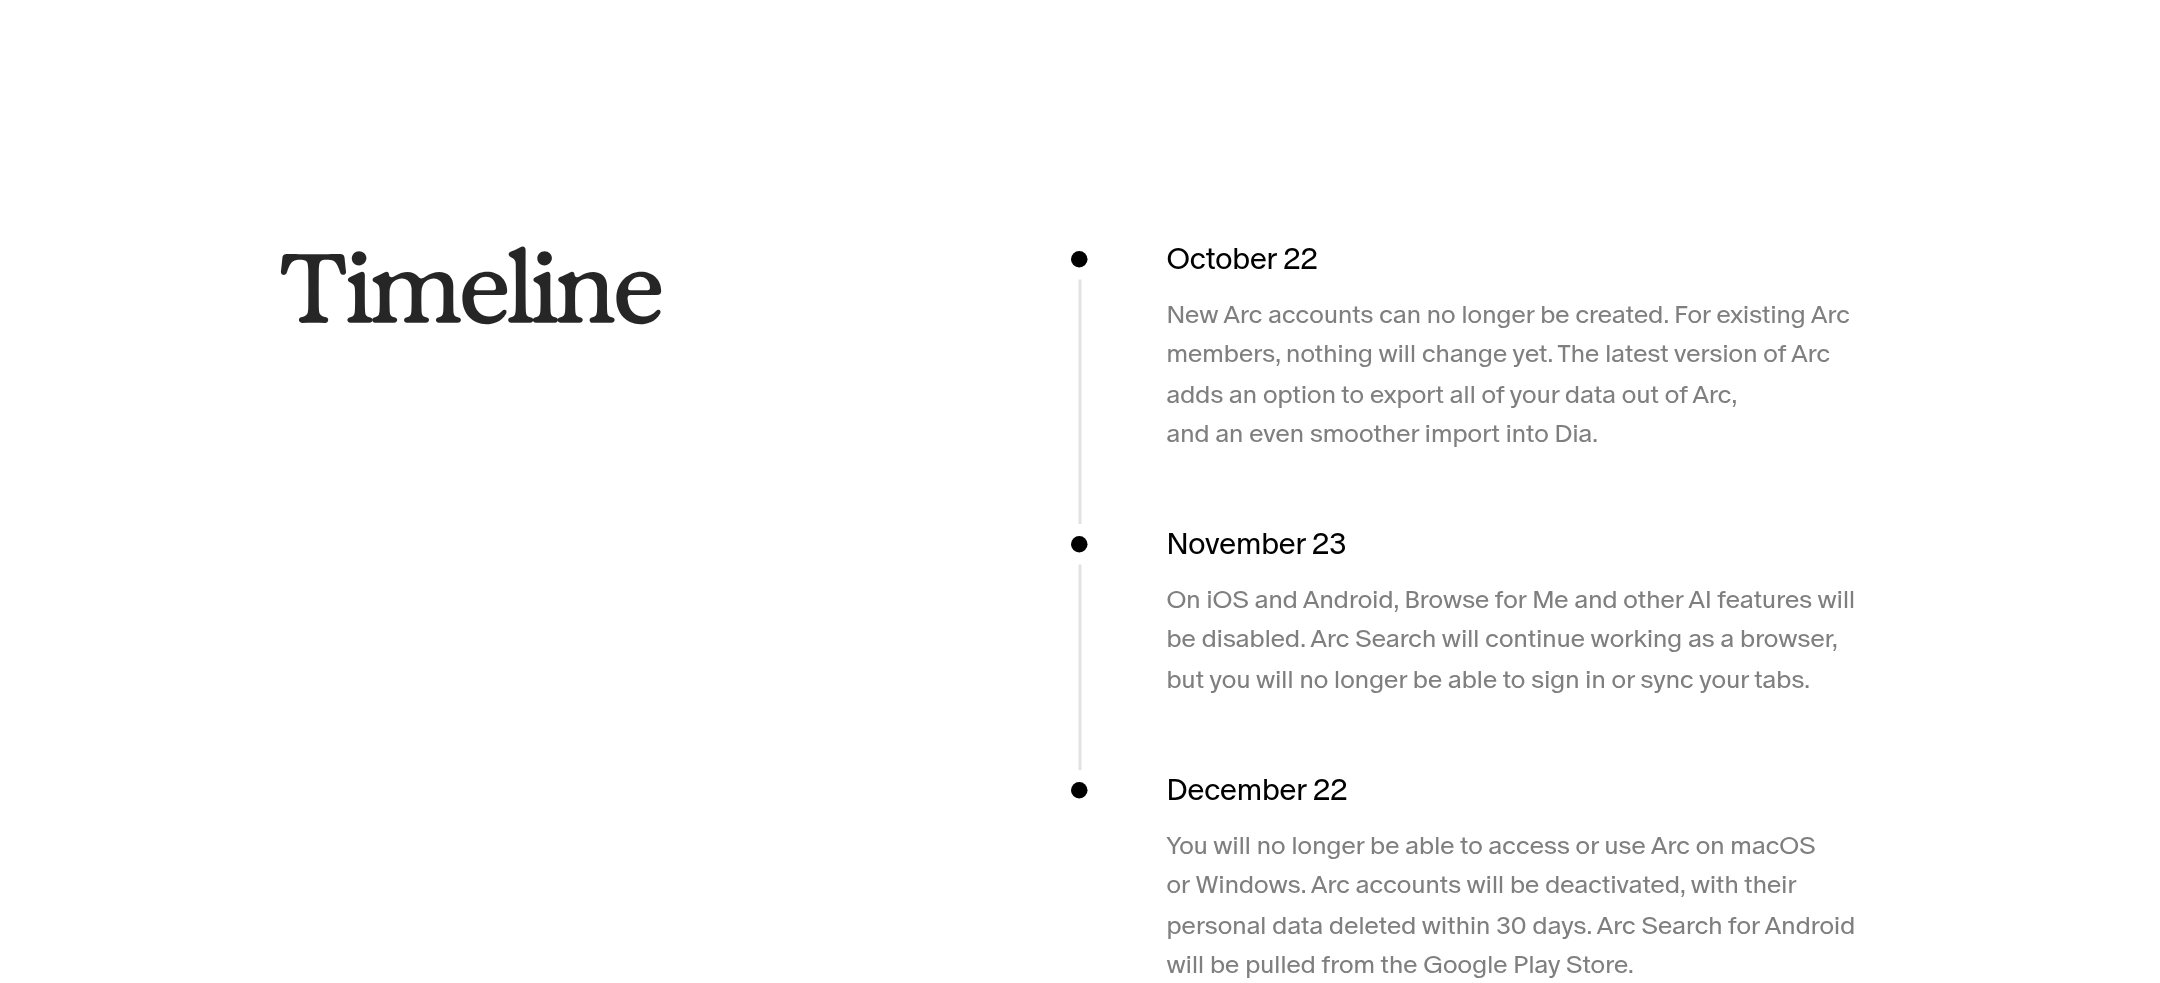 Timeline
October 22
New Arc accounts can no longer be created. For existing Arc
members, nothing will change yet. The latest version of Arc
adds an option to export all of your data out of Arc,
and an even smoother import into Dia.
November 23
On iOS and Android, Browse for Me and other AI features will
be disabled. Arc Search will continue working as a browser,
but you will no longer be able to sign in or sync your tabs.
December 22
You will no longer be able to access or use Arc on macOS
or Windows. Arc accounts will be deactivated, with their
personal data deleted within 30 days. Arc Search for Android
will be pulled from the Google Play Store.